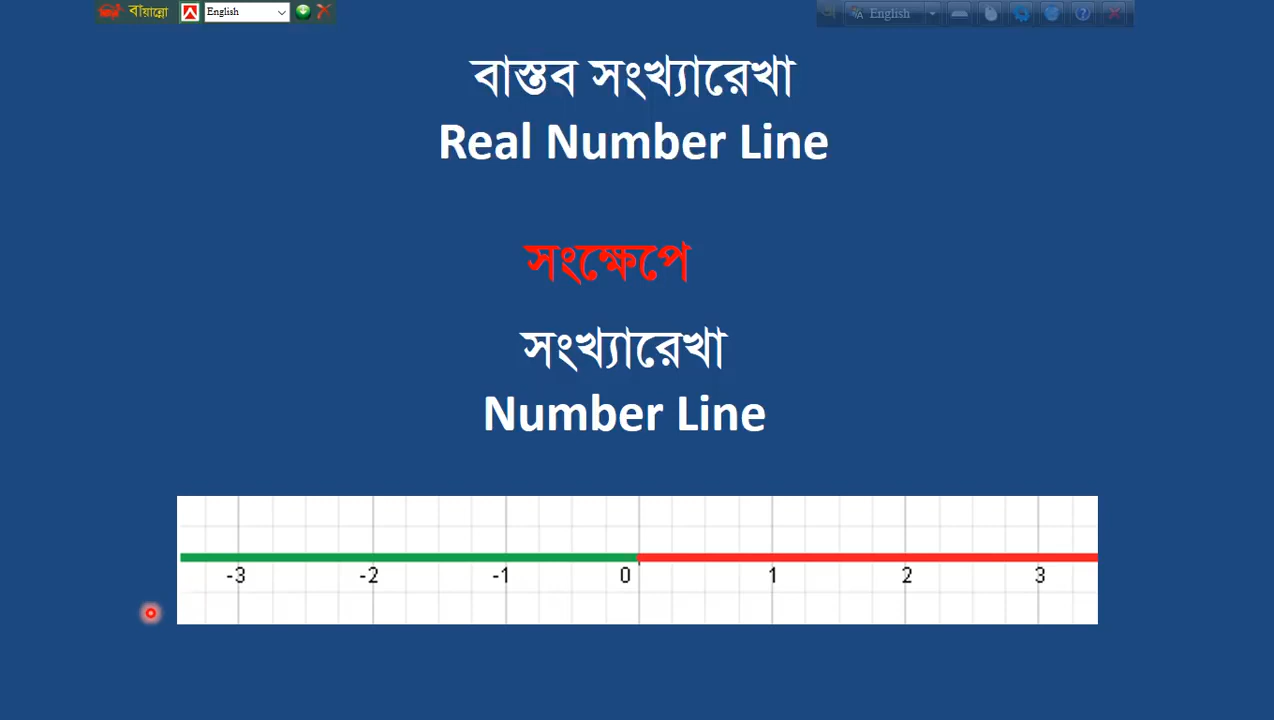 বাঁয়ান্নো English English
বাস্তব সংখ্যারেখা
Real Number Line
সংক্ষেপে
সংখ্যারেখা
Number Line
-3 -2 -1 0 1 2 3